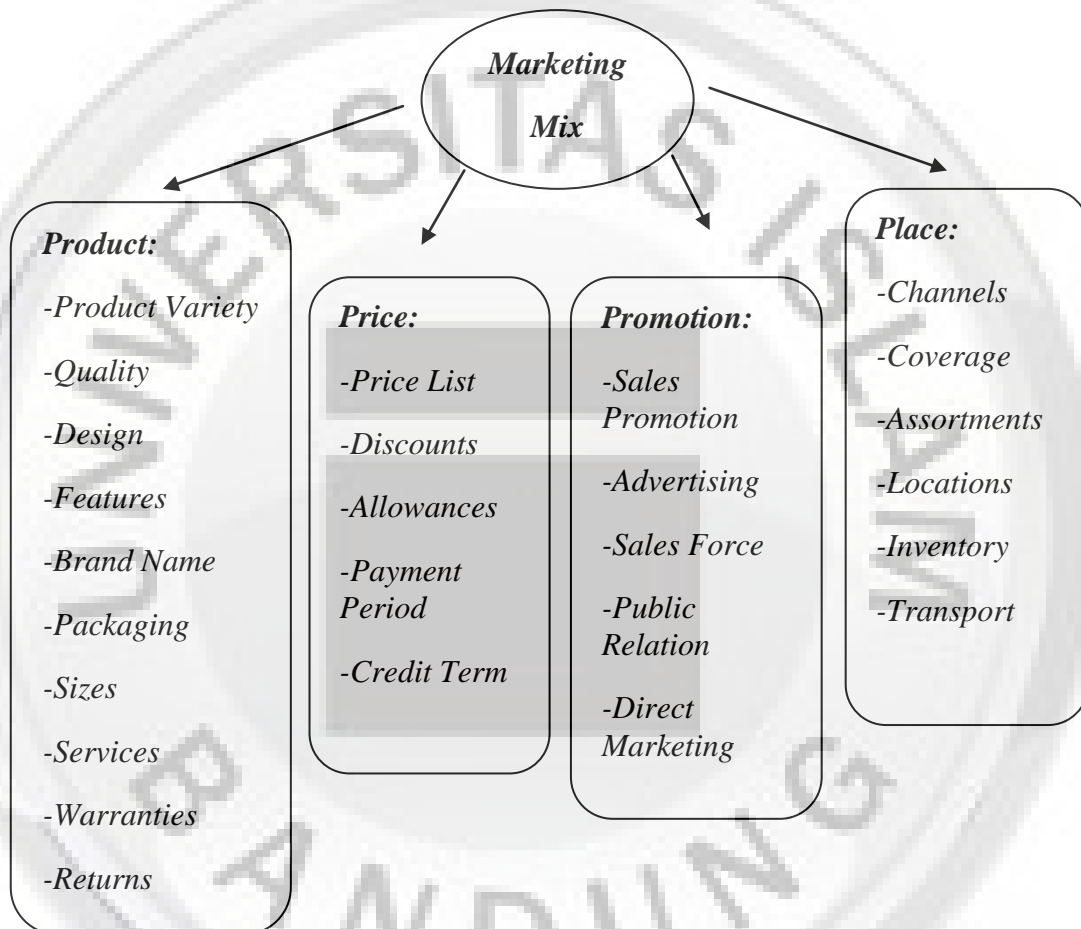 Marketing
Mix
Product:
-Product Variety
-Quality
-Design
-Features
-Brand Name
-Packaging
-Sizes
-Services
-Warranties
-Returns
Price:
-Price List
-Discounts
-Allowances
-Payment
Period
-Credit Term
Promotion:
-Sales
Promotion
-Advertising
-Sales Force
-Public
Relation
-Direct
Marketing
Place:
-Channels
-Coverage
-Assortments
-Locations
-Inventory
-Transport
UNIVERSITAS ISLAM
BANDUNG